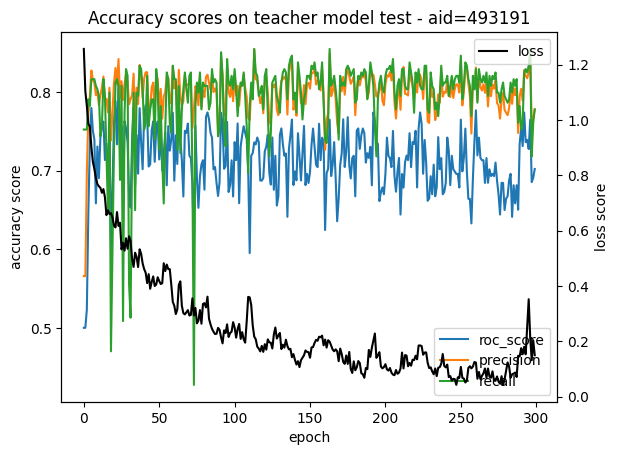 Accuracy scores on teacher model test - aid=493191
loss
accuracy score
0.8
0.7
0.6
0.5
1.2
1.0
0.8
0.6
0.4
0.2
0.0
loss score
roc_score
precision
recall
0
50
100
150
200
250
300
epoch